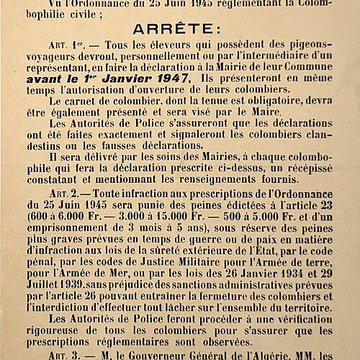 Vu l'Ordonnance du 25 Juin 1945 réglementant la Colom-
bophilie civile ;
ARRÊTE:
ART. 1er. — Tous les éleveurs qui possèdent des pigeons-
voyageurs devront, personnellement ou par l'intermédiaire d'un
représentant, en faire la déclaration à la Mairie de leur Commune
avant le 1er Janvier 1947. Ils présenteront en même
temps l'autorisation d'ouverture de leurs colombiers.
Le carnet de colombier, dont la tenue est obligatoire, devra
être également présenté et sera visé par le Maire.
Les Autorités de Police s'assureront que les déclarations
ont été faites exactement et signaleront les colombiers clan-
destins ou les fausses déclarations.
Il sera délivré par les soins des Mairies, à chaque colombo-
phile qui fera la déclaration prescrite ci-dessus, un récépissé
constatant et mentionnant les renseignements fournis.
ART. 2. — Toute infraction aux prescriptions de l'Ordonnance
du 25 Juin 1945 sera punie des peines édictées à l'article 23
(600 à 6.000 Fr. — 3.000 à 15.000 Fr. — 500 à 5.000 Fr. et d'un
emprisonnement de 3 mois à 5 ans), sous réserve des peines
plus graves prévues en temps de guerre ou de paix en matière
d'infraction aux lois de la sûreté extérieure de l'État, par le code
pénal, par les codes de Justice Militaire pour l'Armée de terre,
pour l'Armée de Mer, ou par les lois des 26 Janvier 1934 et 29
Juillet 1939, sans préjudice des sanctions administratives prévues
par l'article 26 pouvant entraîner la fermeture des colombiers et
l'interdiction d'effectuer tout lâcher sur l'ensemble du territoire.
Les Autorités de Police feront procéder à une vérification
rigoureuse de tous les colombiers pour s'assurer que les
prescriptions réglementaires sont observées.
ART. 3. — M. le Gouverneur Général de l'Algérie, MM. les